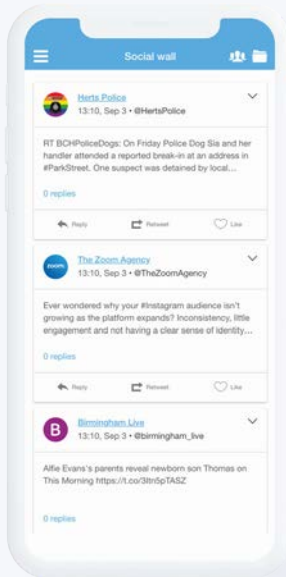 Social wall
Herts Police
13:10, Sep 3 • @HertsPolice
RT BCHPoliceDogs: On Friday Police Dog Sia and her
handler attended a reported break-in at an address in
#ParkStreet. One suspect was detained by local...
0 replies
Reply Retweet Like
zoom
The Zoom Agency
13:10, Sep 3 • @TheZoomAgency
Ever wondered why your #Instagram audience isn't
growing as the platform expands? Inconsistency, little
engagement and not having a clear sense of identity...
0 replies
Reply Retweet Like
B
Birmingham Live
13:10, Sep 3 • @birmingham_live
Alfie Evans's parents reveal newborn son Thomas on
This Morning https://t.co/3Itn5pTASZ
0 replies